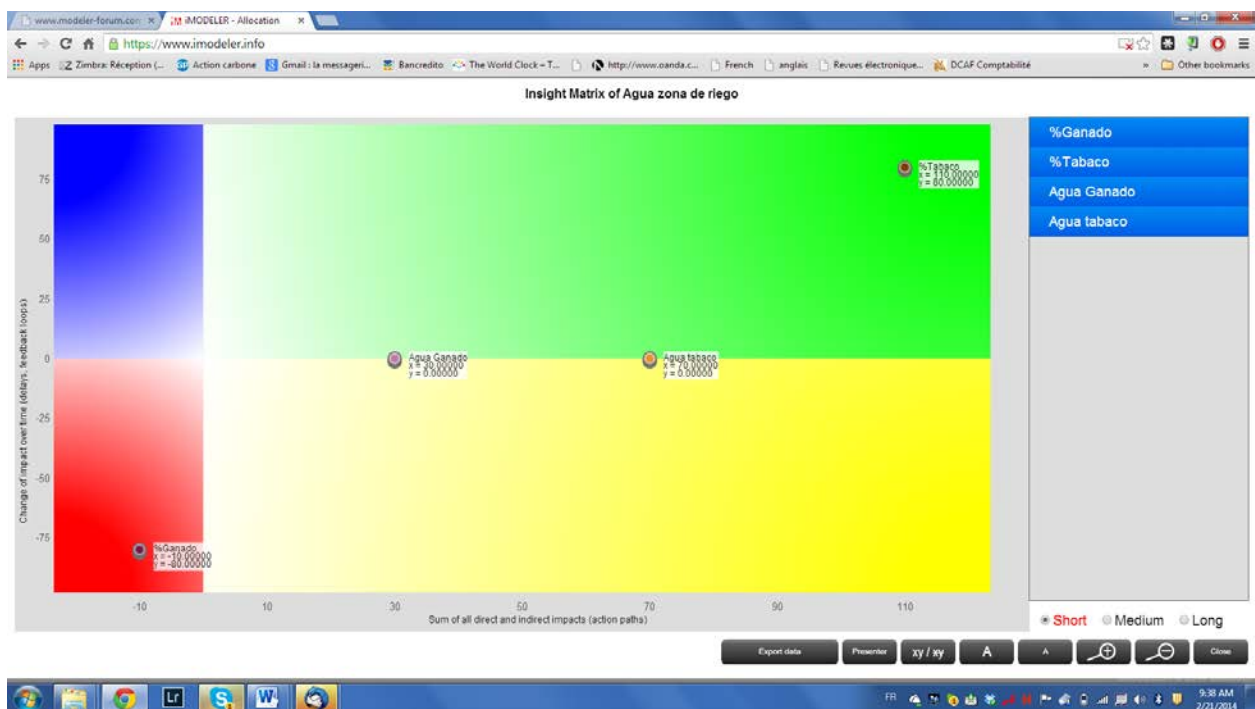 www.modeler-forum.com
iMODELER - Allocation
https://www.imodeler.info
Apps
Zimbra: Réception (...
Action carbone
Gmail : la messageri...
Bancredito
The World Clock – T...
http://www.oanda.c...
French
anglais
Revues électronique...
DCAF Comptabilité
»
Other bookmarks
Insight Matrix of Agua zona de riego
Change of impact over time (delays, feedback loops)
75
50
25
0
-25
-50
-75
%Tabaco
x = 110.00000
y = 80.00000
Agua Ganado
x = 30.00000
y = 0.00000
Agua tabaco
x = 70.00000
y = 0.00000
%Ganado
x = -10.00000
y = -80.00000
-10
10
30
50
70
90
110
Sum of all direct and indirect impacts (action paths)
%Ganado
%Tabaco
Agua Ganado
Agua tabaco
Short Medium Long
Export data
Presenter
xy / xy
A
A
Close
Lr
S
W
FR
9:38 AM
2/21/2014